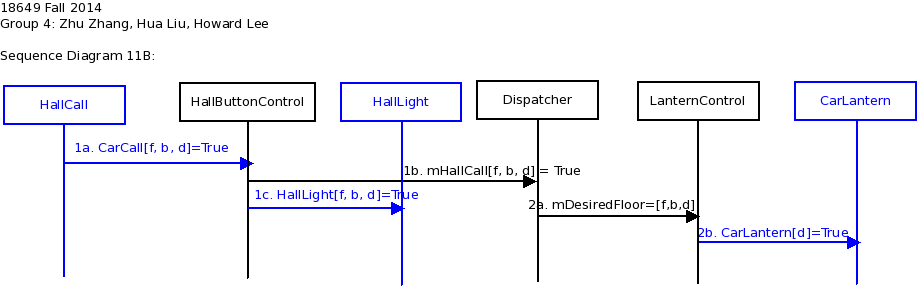 18649 Fall 2014
Group 4: Zhu Zhang, Hua Liu, Howard Lee
Sequence Diagram 11B:
HallCall
HallButtonControl
HallLight
Dispatcher
LanternControl
CarLantern
1a. CarCall[f, b, d]=True
1b. mHallCall[f, b, d] = True
1c. HallLight[f, b, d]=True
2a. mDesiredFloor=[f,b,d]
2b. CarLantern[d]=True